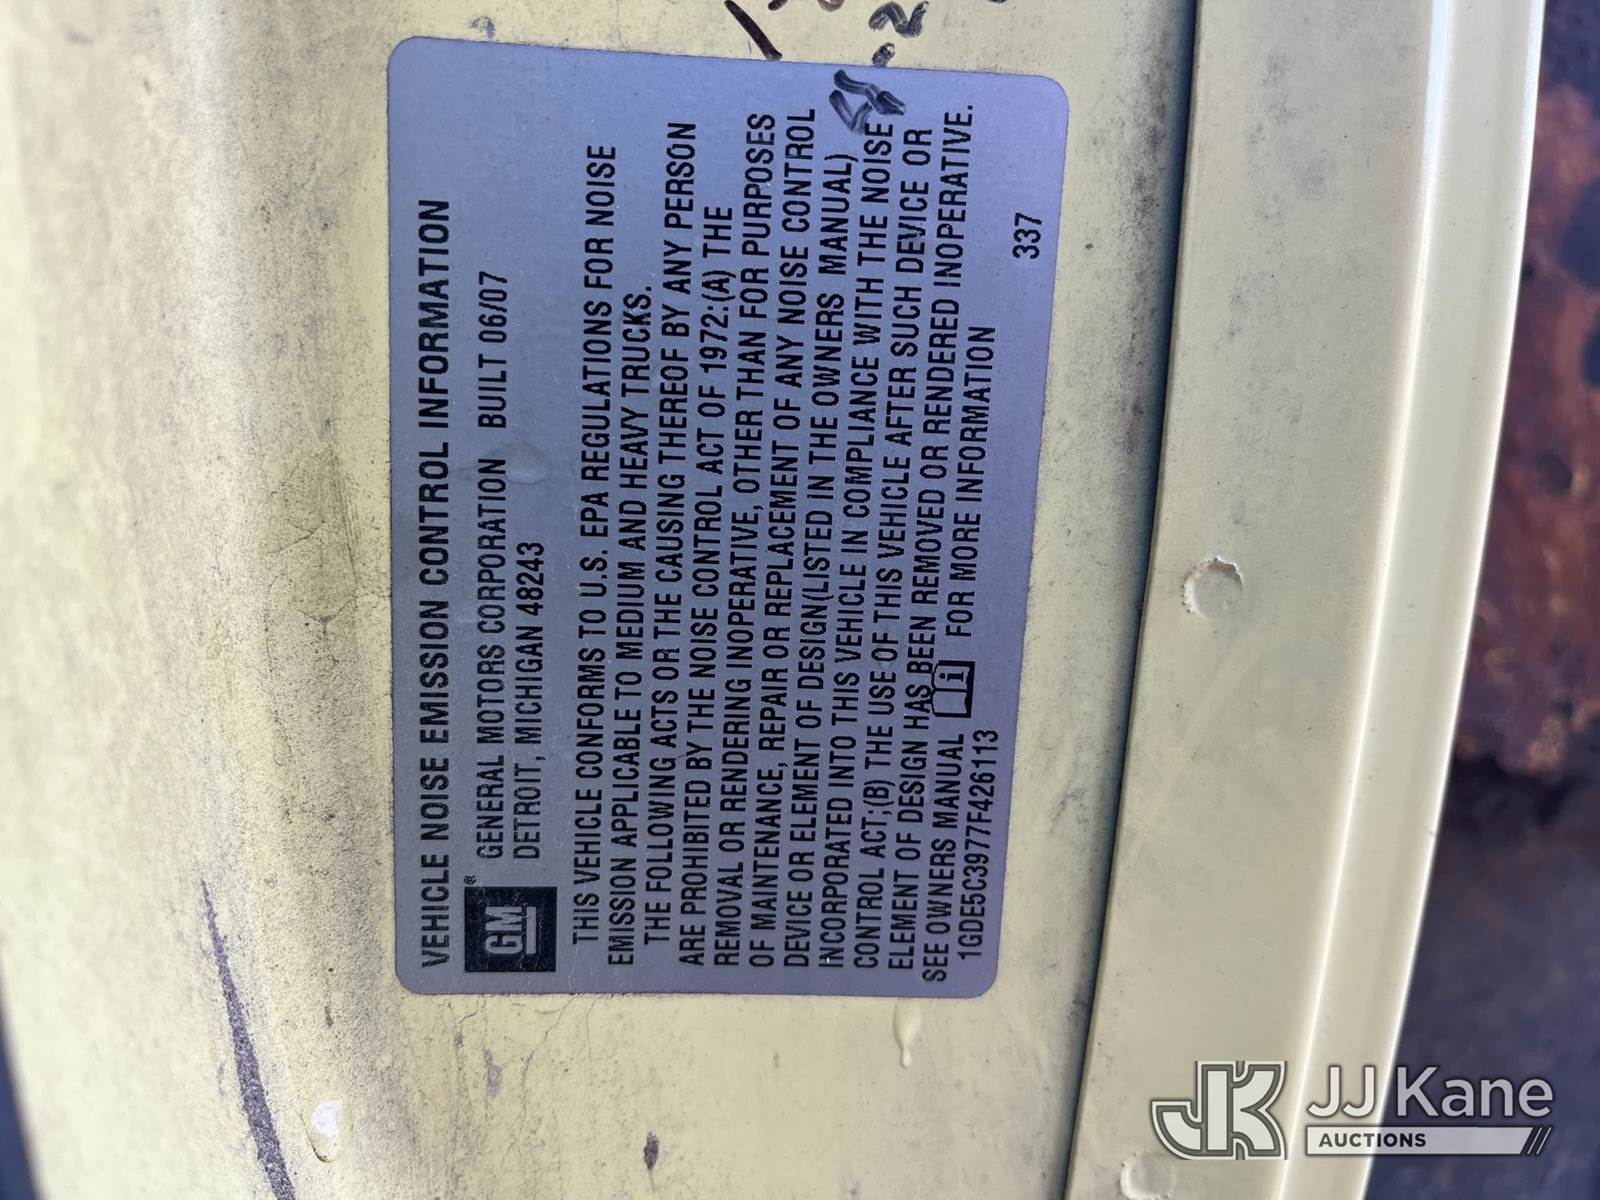 VEHICLE NOISE EMISSION CONTROL INFORMATION
GM ®
GENERAL MOTORS CORPORATION BUILT 06/07
DETROIT, MICHIGAN 48243
THIS VEHICLE CONFORMS TO U.S. EPA REGULATIONS FOR NOISE
EMISSION APPLICABLE TO MEDIUM AND HEAVY TRUCKS.
THE FOLLOWING ACTS OR THE CAUSING THEREOF BY ANY PERSON
ARE PROHIBITED BY THE NOISE CONTROL ACT OF 1972:(A) THE
REMOVAL OR RENDERING INOPERATIVE, OTHER THAN FOR PURPOSES
OF MAINTENANCE, REPAIR OR REPLACEMENT OF ANY NOISE CONTROL
DEVICE OR ELEMENT OF DESIGN(LISTED IN THE OWNERS MANUAL)
INCORPORATED INTO THIS VEHICLE IN COMPLIANCE WITH THE NOISE
CONTROL ACT;(B) THE USE OF THIS VEHICLE AFTER SUCH DEVICE OR
ELEMENT OF DESIGN HAS BEEN REMOVED OR RENDERED INOPERATIVE.
SEE OWNERS MANUAL i FOR MORE INFORMATION
1GDE5C3977F426113
337
JK JJ Kane
AUCTIONS